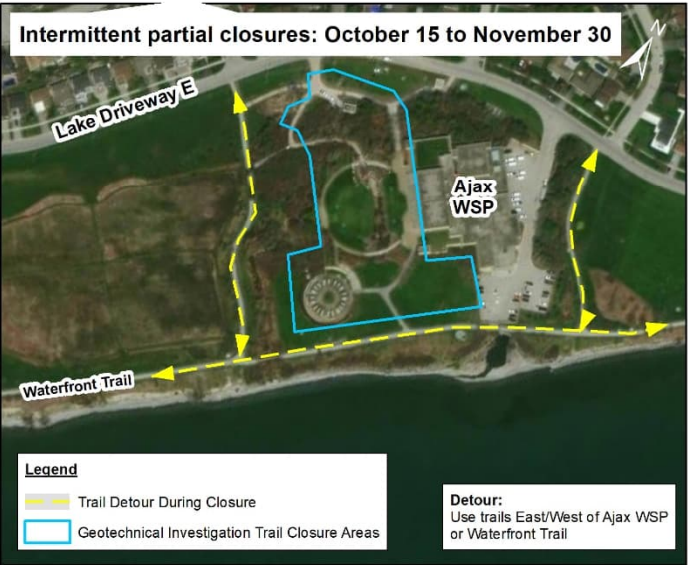 Intermittent partial closures: October 15 to November 30
Lake Driveway E
Ajax
WSP
Waterfront Trail
Legend
Trail Detour During Closure
Geotechnical Investigation Trail Closure Areas
Detour:
Use trails East/West of Ajax WSP
or Waterfront Trail